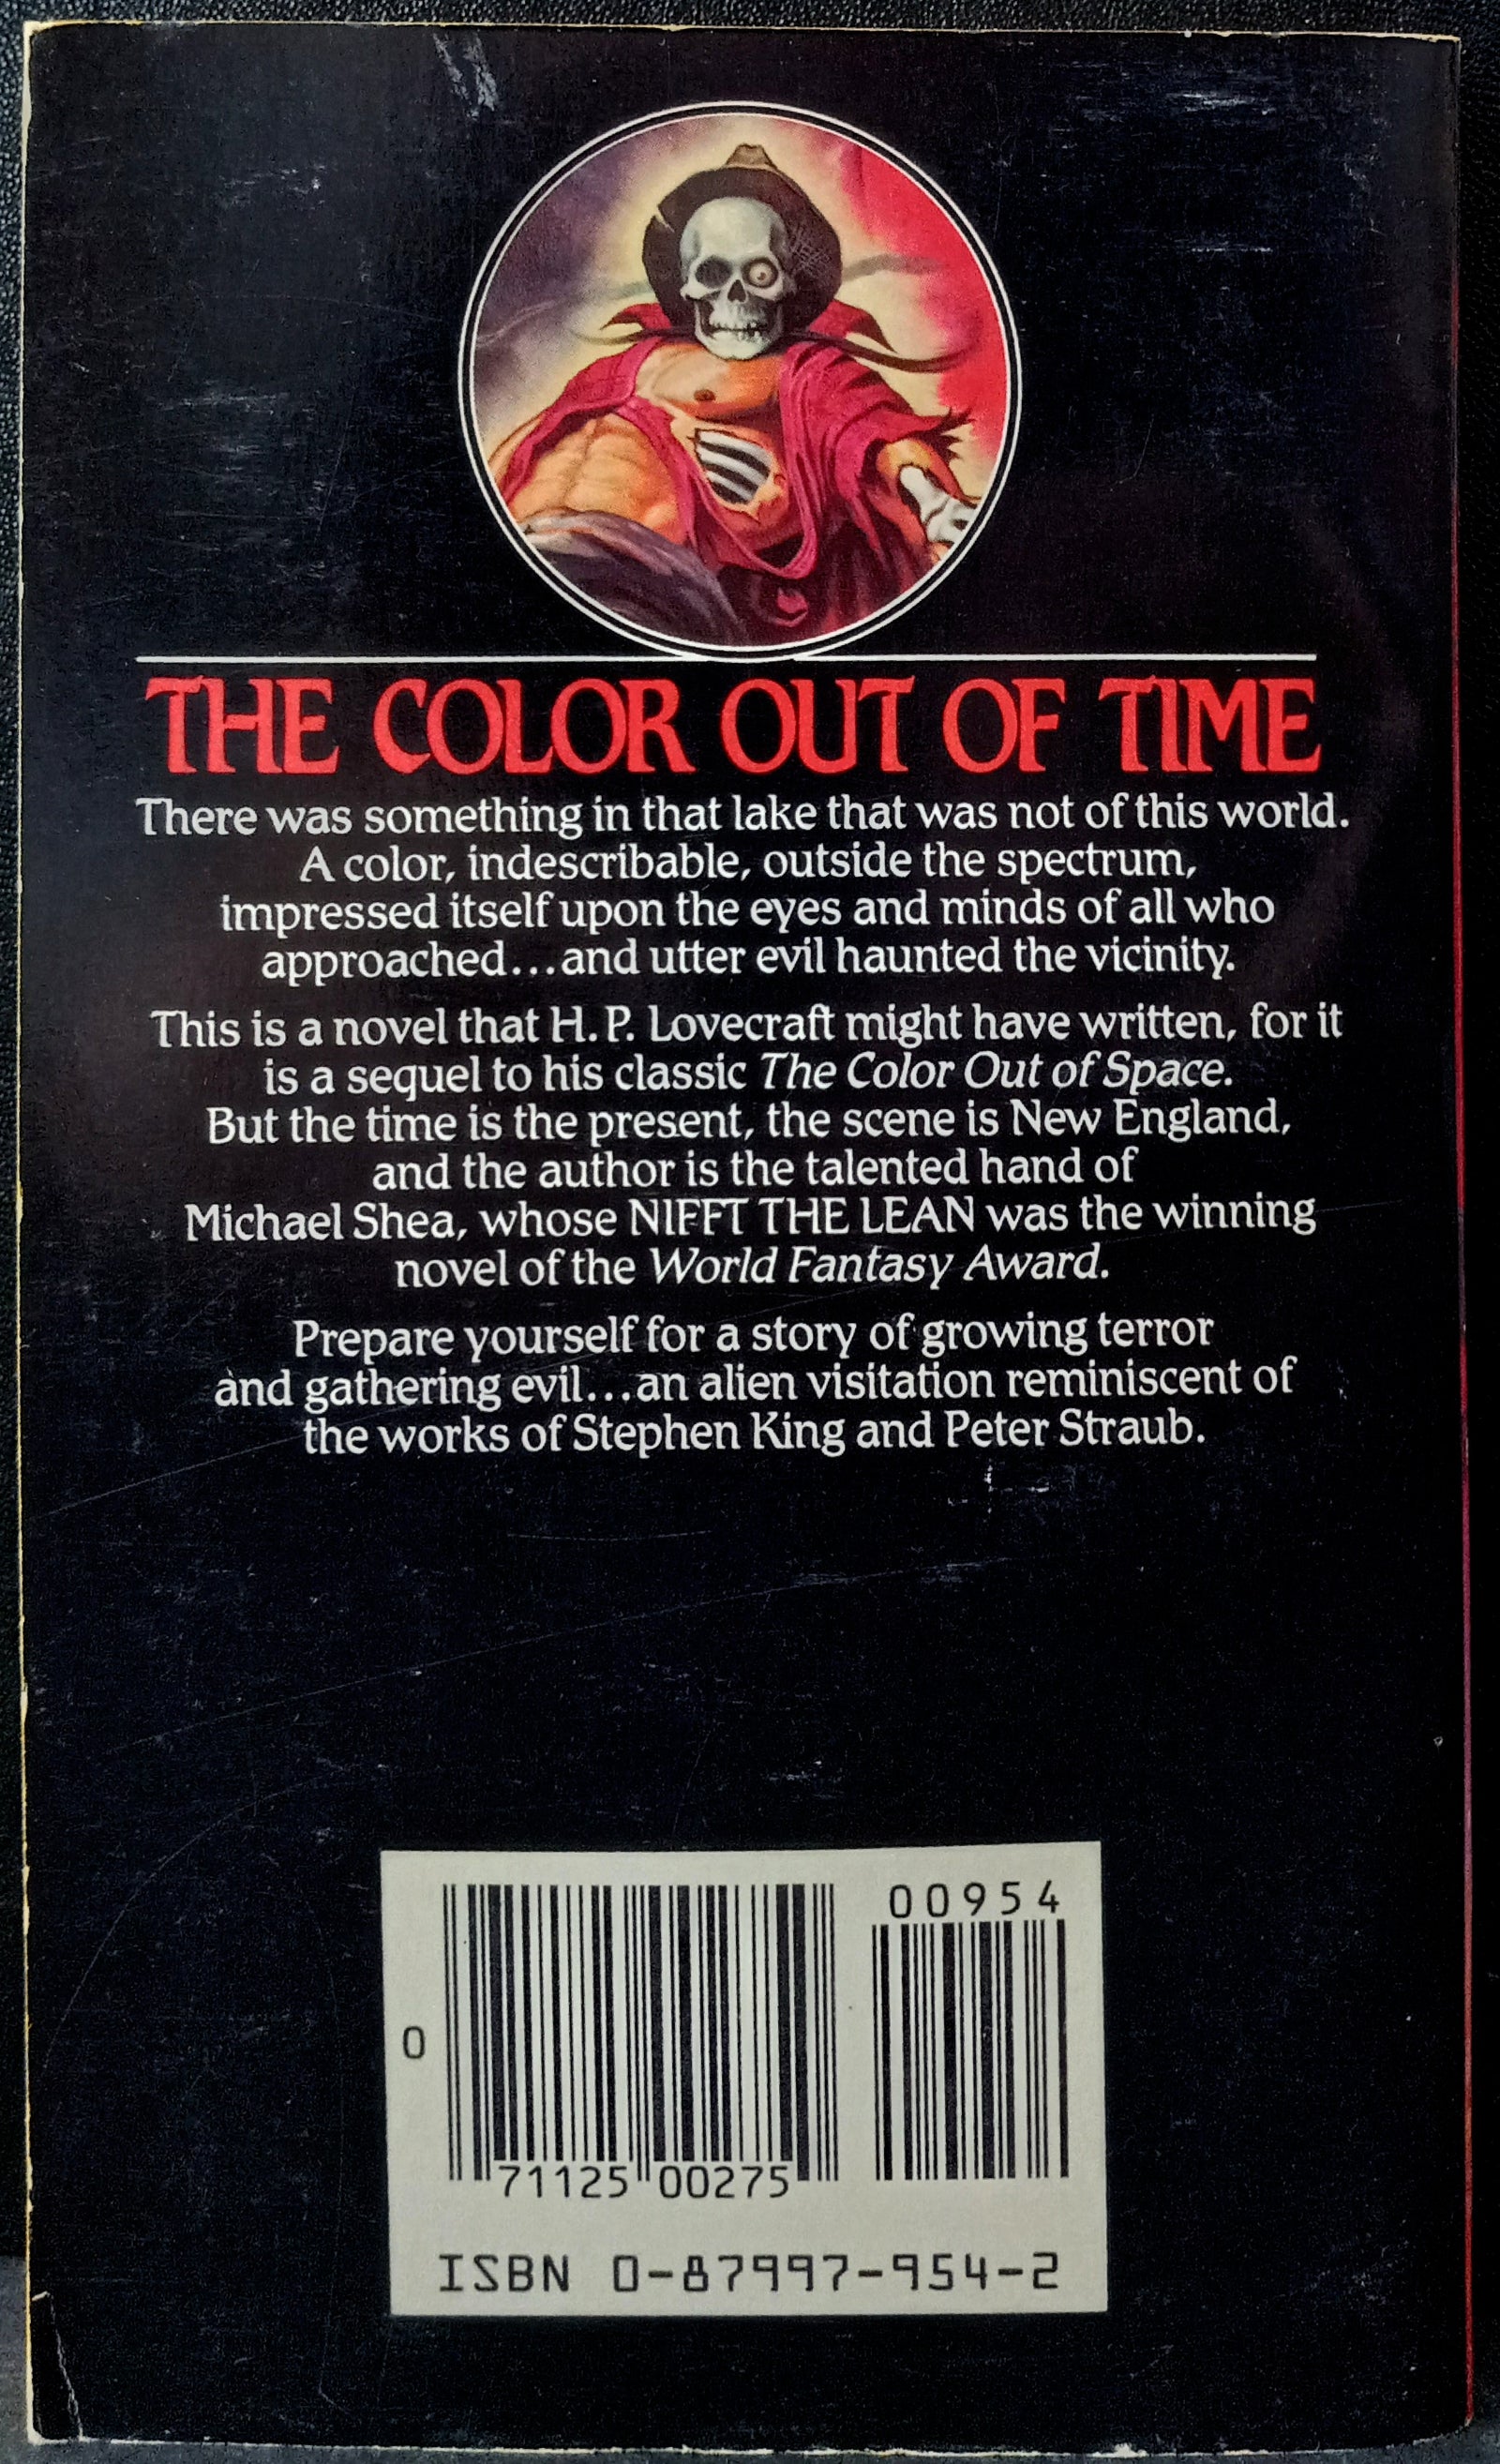 THE COLOR OUT OF TIME
There was something in that lake that was not of this world.
A color, indescribable, outside the spectrum,
impressed itself upon the eyes and minds of all who
approached...and utter evil haunted the vicinity.
This is a novel that H. P. Lovecraft might have written, for it
is a sequel to his classic The Color Out of Space.
But the time is the present, the scene is New England,
and the author is the talented hand of
Michael Shea, whose NIFFT THE LEAN was the winning
novel of the World Fantasy Award.
Prepare yourself for a story of growing terror
and gathering evil...an alien visitation reminiscent of
the works of Stephen King and Peter Straub.
00954
0
71125 00275
ISBN 0-87997-954-2